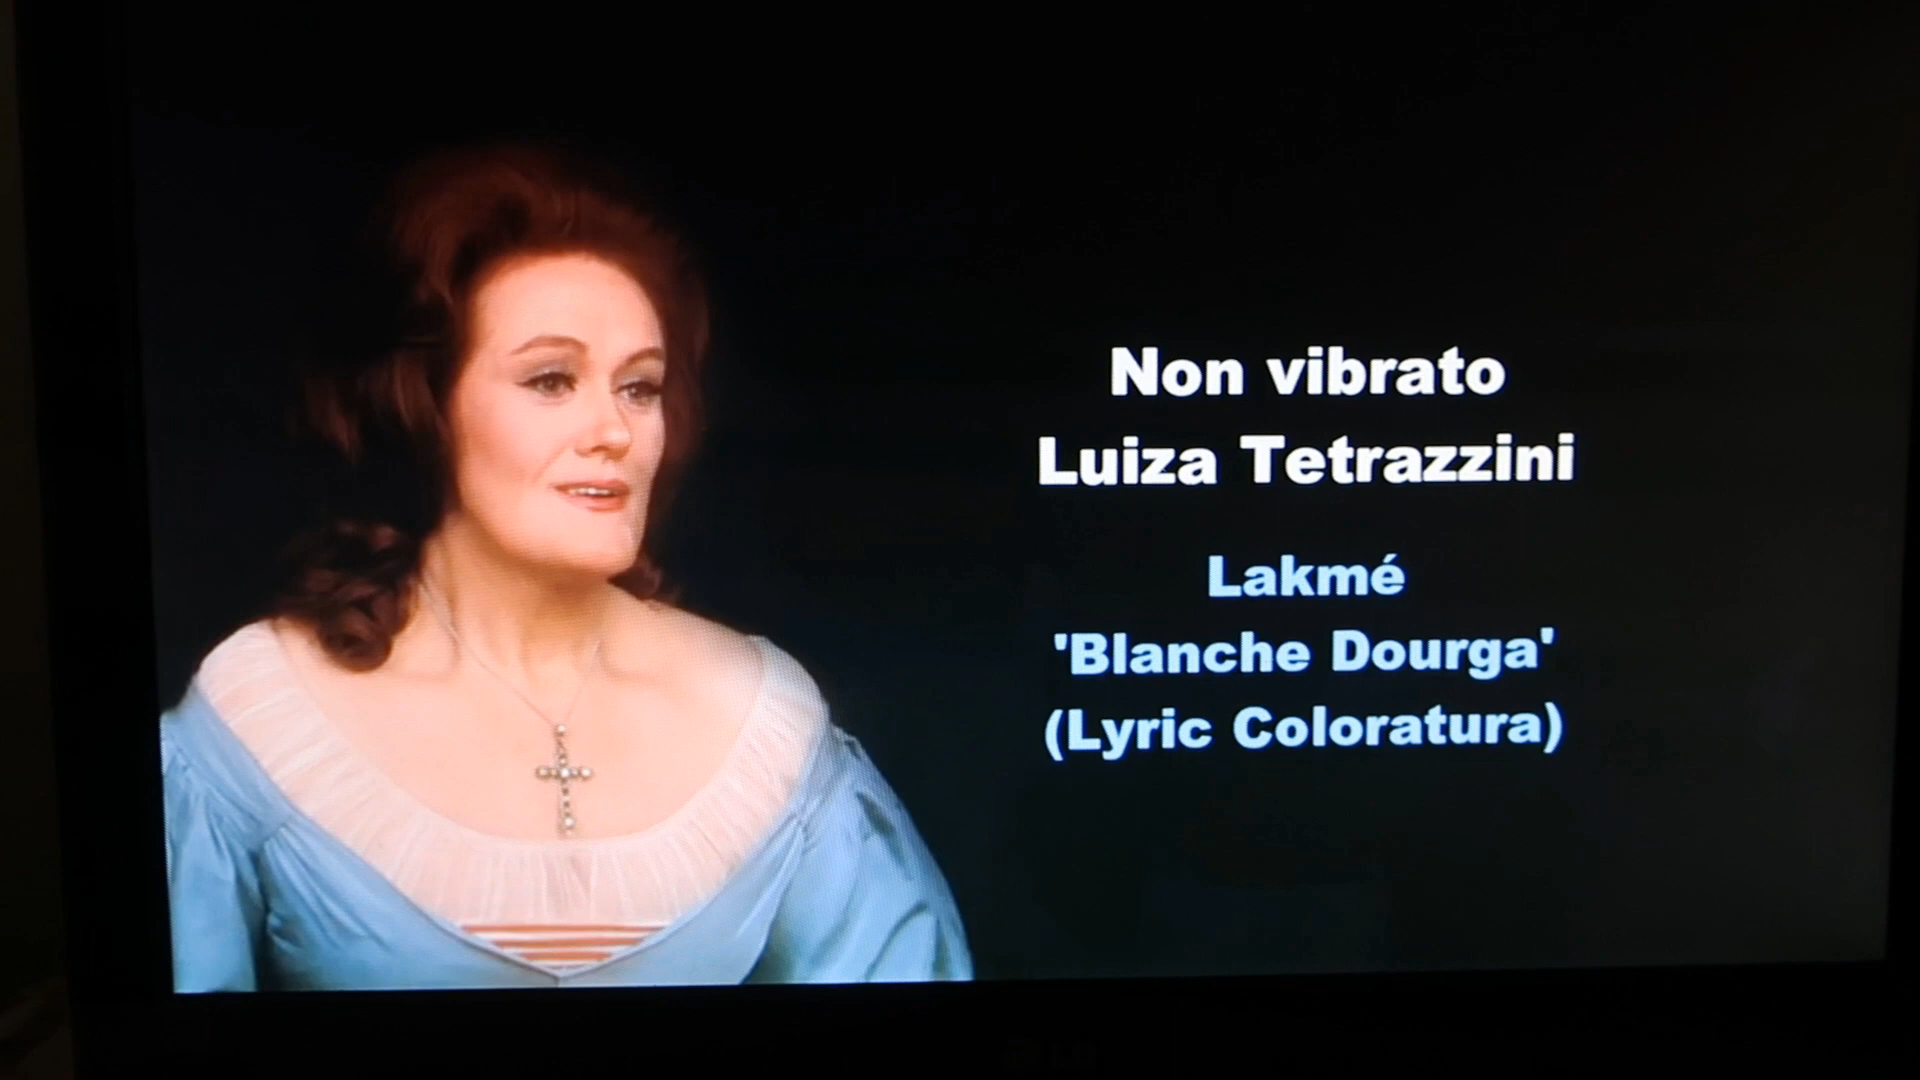 Non vibrato
Luiza Tetrazzini
Lakmé
'Blanche Dourga'
(Lyric Coloratura)